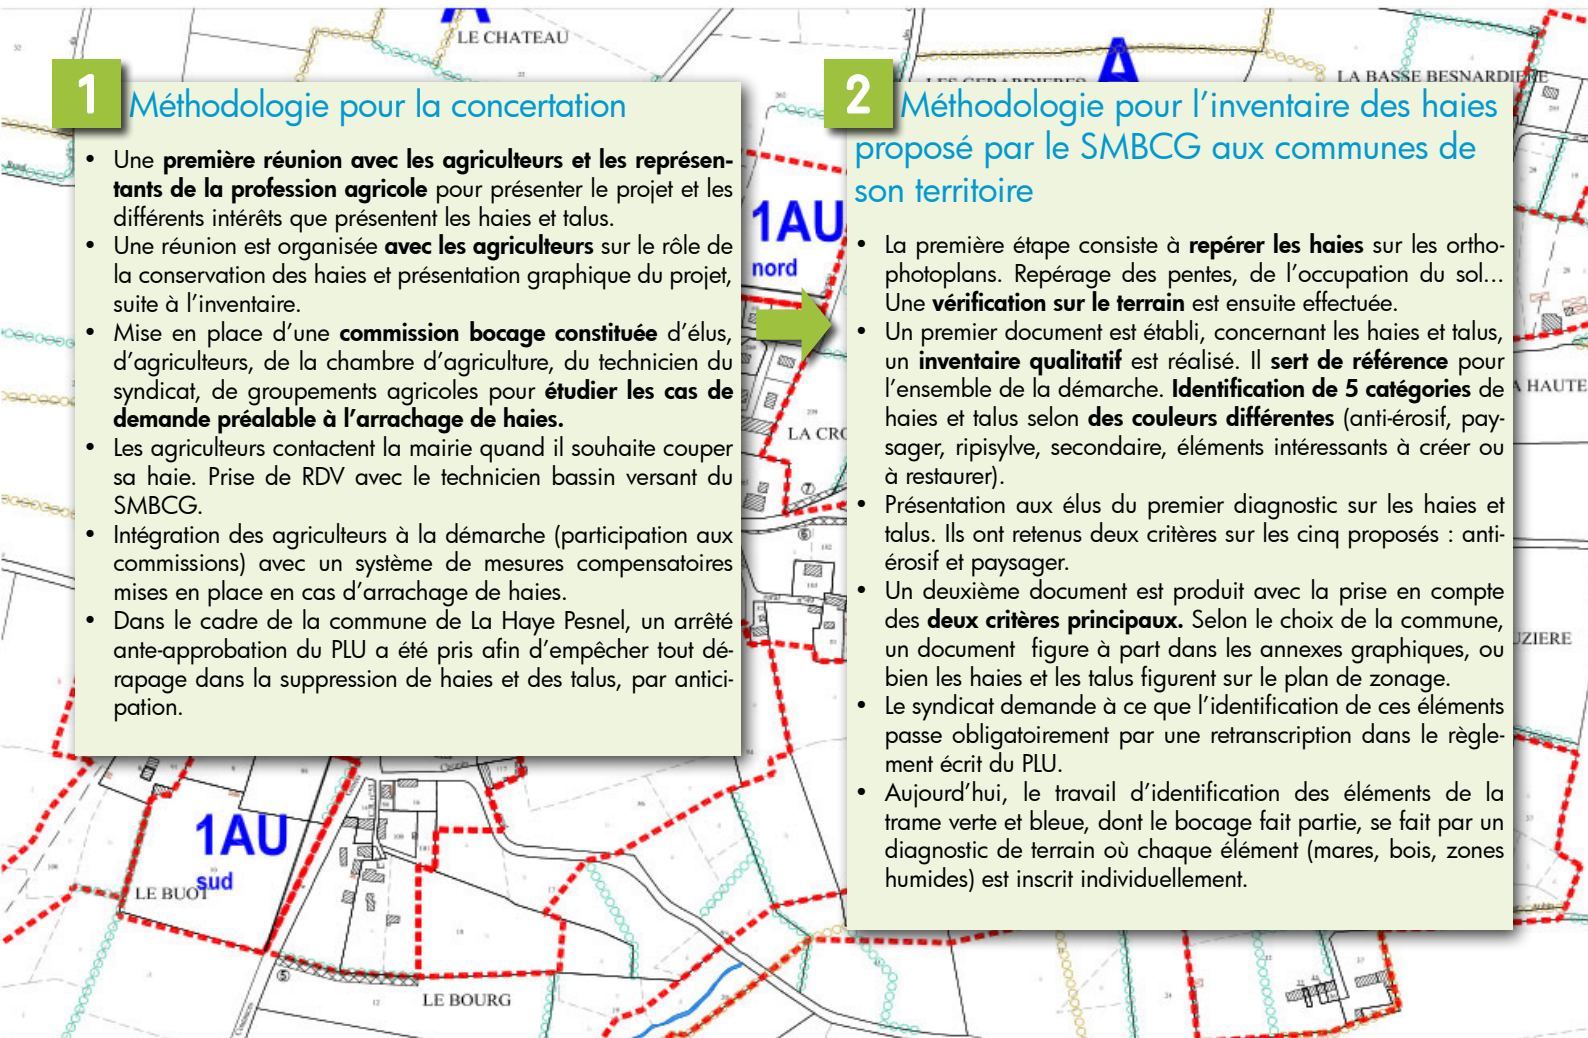 A
LE CHATEAU
LES GERARDIERES
A
LA BASSE BESNARDIERE
1
Méthodologie pour la concertation
• Une première réunion avec les agriculteurs et les représen-
tants de la profession agricole pour présenter le projet et les
différents intérêts que présentent les haies et talus.
• Une réunion est organisée avec les agriculteurs sur le rôle de
la conservation des haies et présentation graphique du projet,
suite à l’inventaire.
• Mise en place d’une commission bocage constituée d’élus,
d’agriculteurs, de la chambre d’agriculture, du technicien du
syndicat, de groupements agricoles pour étudier les cas de
demande préalable à l’arrachage de haies.
• Les agriculteurs contactent la mairie quand il souhaite couper
sa haie. Prise de RDV avec le technicien bassin versant du
SMBCG.
• Intégration des agriculteurs à la démarche (participation aux
commissions) avec un système de mesures compensatoires
mises en place en cas d’arrachage de haies.
• Dans le cadre de la commune de La Haye Pesnel, un arrêté
ante-approbation du PLU a été pris afin d’empêcher tout dé-
rapage dans la suppression de haies et des talus, par antici-
pation.
1AU
nord
LA CRO
7
6
2
Méthodologie pour l’inventaire des haies
proposé par le SMBCG aux communes de
son territoire
• La première étape consiste à repérer les haies sur les ortho-
photoplans. Repérage des pentes, de l’occupation du sol...
Une vérification sur le terrain est ensuite effectuée.
• Un premier document est établi, concernant les haies et talus,
un inventaire qualitatif est réalisé. Il sert de référence pour
l’ensemble de la démarche. Identification de 5 catégories de
haies et talus selon des couleurs différentes (anti-érosif, pay-
sager, ripisylve, secondaire, éléments intéressants à créer ou
à restaurer).
• Présentation aux élus du premier diagnostic sur les haies et
talus. Ils ont retenus deux critères sur les cinq proposés : anti-
érosif et paysager.
• Un deuxième document est produit avec la prise en compte
des deux critères principaux. Selon le choix de la commune,
un document figure à part dans les annexes graphiques, ou
bien les haies et les talus figurent sur le plan de zonage.
• Le syndicat demande à ce que l’identification de ces éléments
passe obligatoirement par une retranscription dans le règle-
ment écrit du PLU.
• Aujourd’hui, le travail d’identification des éléments de la
trame verte et bleue, dont le bocage fait partie, se fait par un
diagnostic de terrain où chaque élément (mares, bois, zones
humides) est inscrit individuellement.
A HAUTE
UZIERE
1AU
sud
LE BUOT
5
LE BOURG